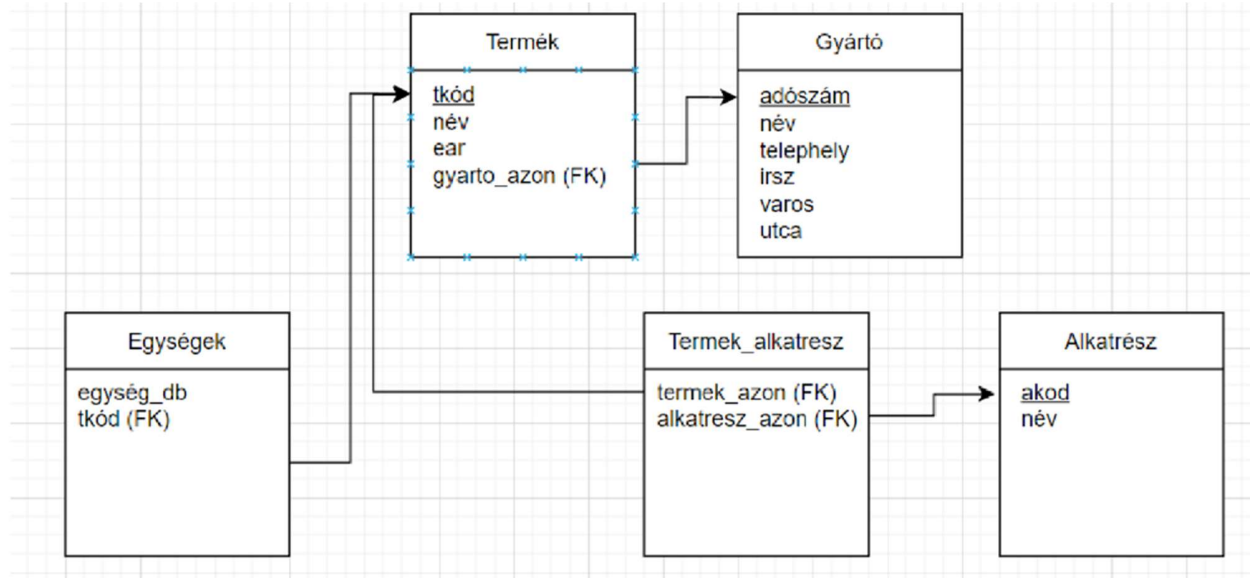 Termék
tkód
név
ear
gyarto_azon (FK)
Gyártó
adószám
név
telephely
irsz
varos
utca
Egységek
egység_db
tkód (FK)
Termek_alkatresz
termek_azon (FK)
alkatresz_azon (FK)
Alkatrész
akod
név